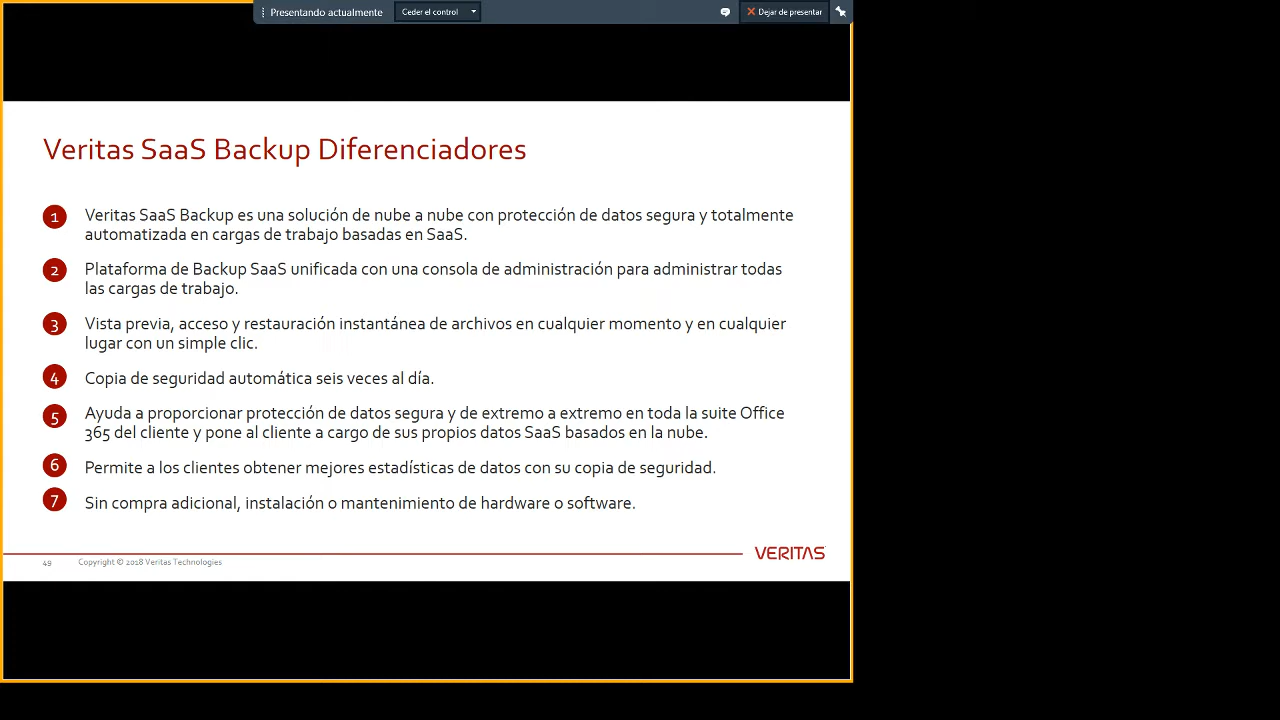 Presentando actualmente
Ceder el control
Dejar de presentar
Veritas SaaS Backup Diferenciadores
1 Veritas SaaS Backup es una solución de nube a nube con protección de datos segura y totalmente
automatizada en cargas de trabajo basadas en SaaS.
2 Plataforma de Backup SaaS unificada con una consola de administración para administrar todas
las cargas de trabajo.
3 Vista previa, acceso y restauración instantánea de archivos en cualquier momento y en cualquier
lugar con un simple clic.
4 Copia de seguridad automática seis veces al día.
5 Ayuda a proporcionar protección de datos segura y de extremo a extremo en toda la suite Office
365 del cliente y pone al cliente a cargo de sus propios datos SaaS basados en la nube.
6 Permite a los clientes obtener mejores estadísticas de datos con su copia de seguridad.
7 Sin compra adicional, instalación o mantenimiento de hardware o software.
VERITAS
49 Copyright © 2018 Veritas Technologies